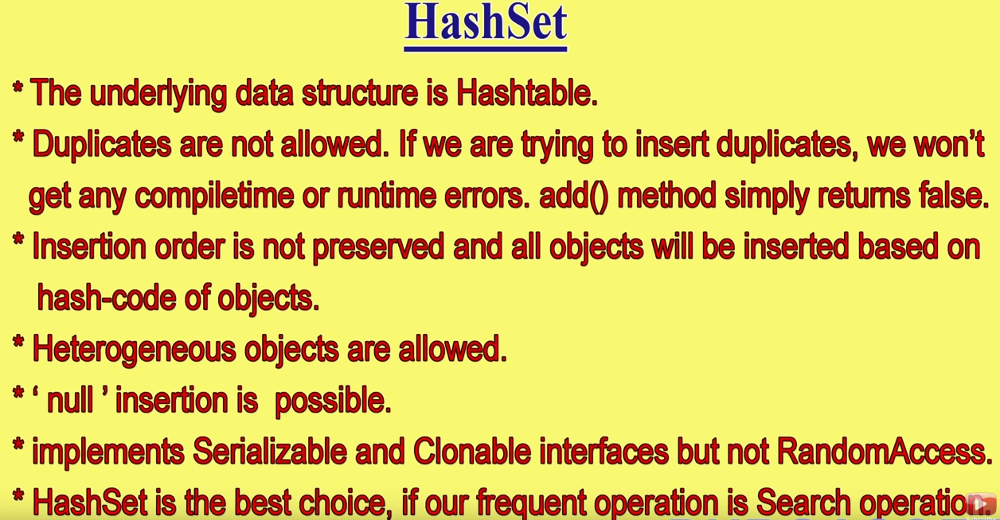 HashSet
* The underlying data structure is Hashtable.
* Duplicates are not allowed. If we are trying to insert duplicates, we won’t
get any compiletime or runtime errors. add() method simply returns false.
* Insertion order is not preserved and all objects will be inserted based on
hash-code of objects.
* Heterogeneous objects are allowed.
* ‘ null ’ insertion is possible.
* implements Serializable and Clonable interfaces but not RandomAccess.
* HashSet is the best choice, if our frequent operation is Search